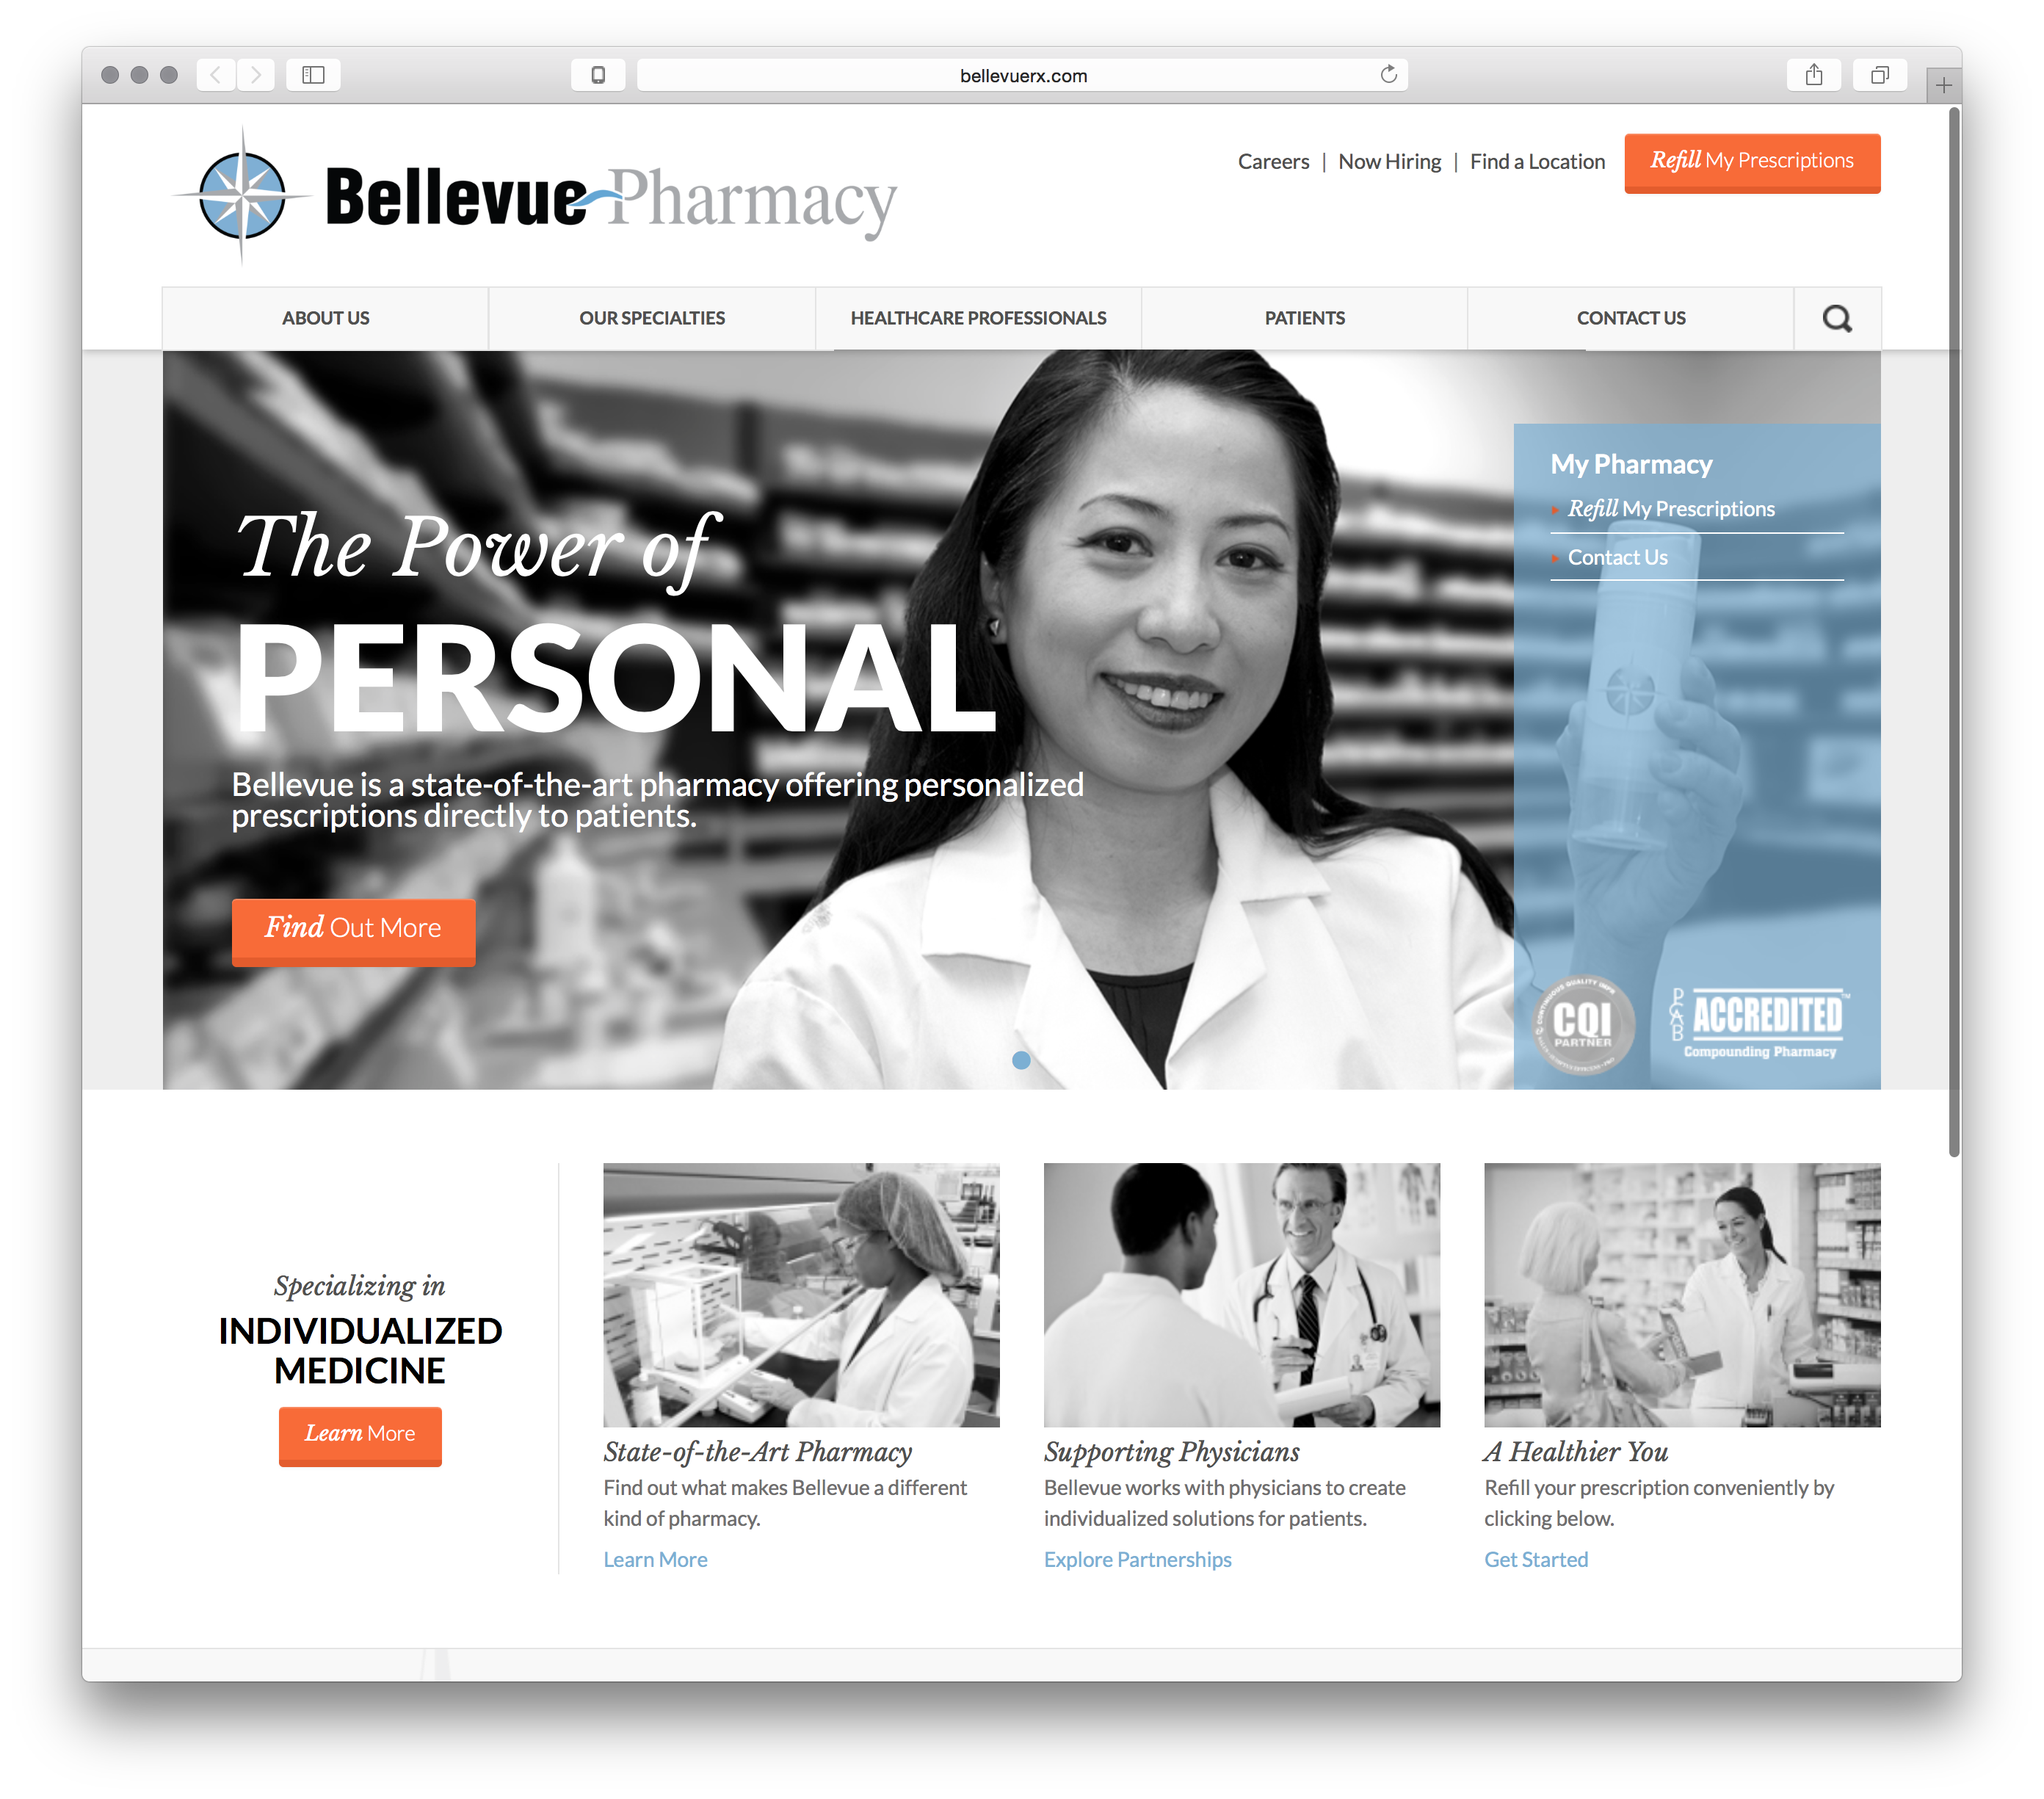 bellevuerx.com
Bellevue Pharmacy
Careers | Now Hiring | Find a Location
Refill My Prescriptions
ABOUT US
OUR SPECIALTIES
HEALTHCARE PROFESSIONALS
PATIENTS
CONTACT US
The Power of
PERSONAL
Bellevue is a state-of-the-art pharmacy offering personalized
prescriptions directly to patients.
Find Out More
My Pharmacy
Refill My Prescriptions
Contact Us
CONTINUOUS QUALITY
CQI
PARTNER
PCAB
ACCREDITED™
Compounding Pharmacy
Specializing in
INDIVIDUALIZED
MEDICINE
Learn More
State-of-the-Art Pharmacy
Find out what makes Bellevue a different
kind of pharmacy.
Learn More
Supporting Physicians
Bellevue works with physicians to create
individualized solutions for patients.
Explore Partnerships
A Healthier You
Refill your prescription conveniently by
clicking below.
Get Started